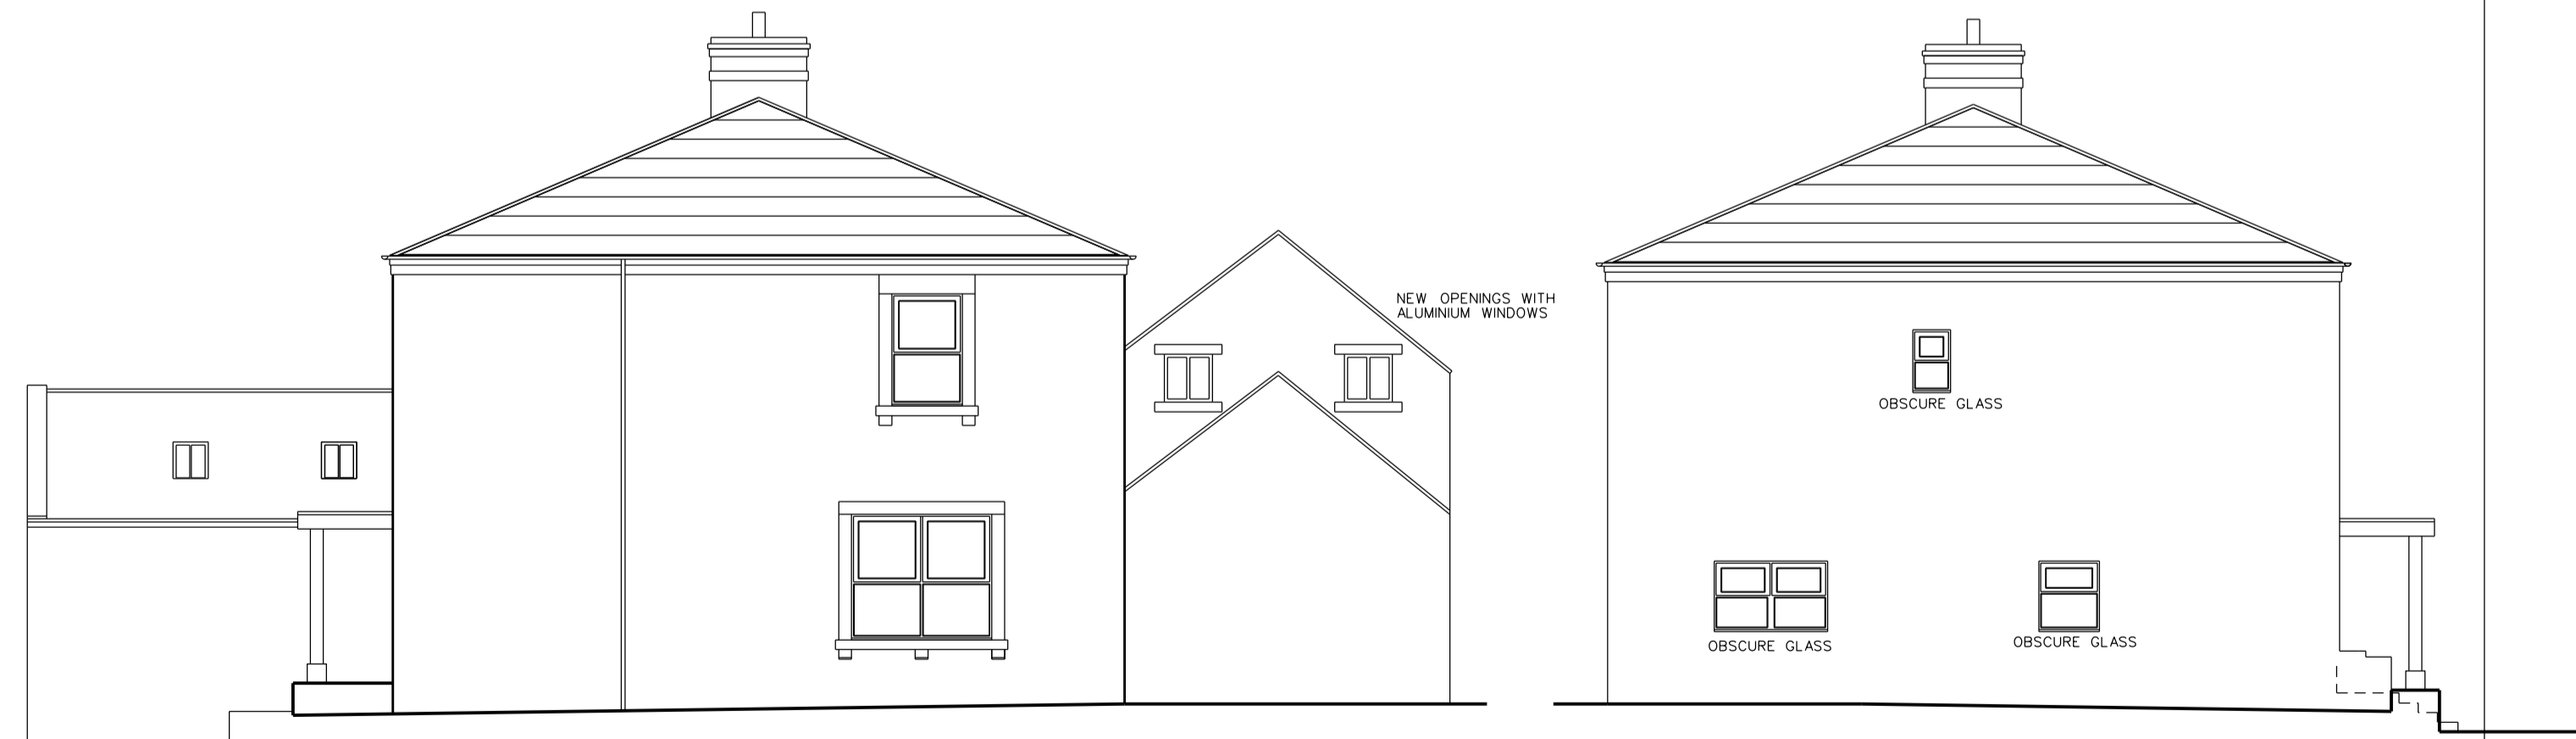 NEW OPENINGS WITH
ALUMINIUM WINDOWS
OBSCURE GLASS
OBSCURE GLASS
OBSCURE GLASS